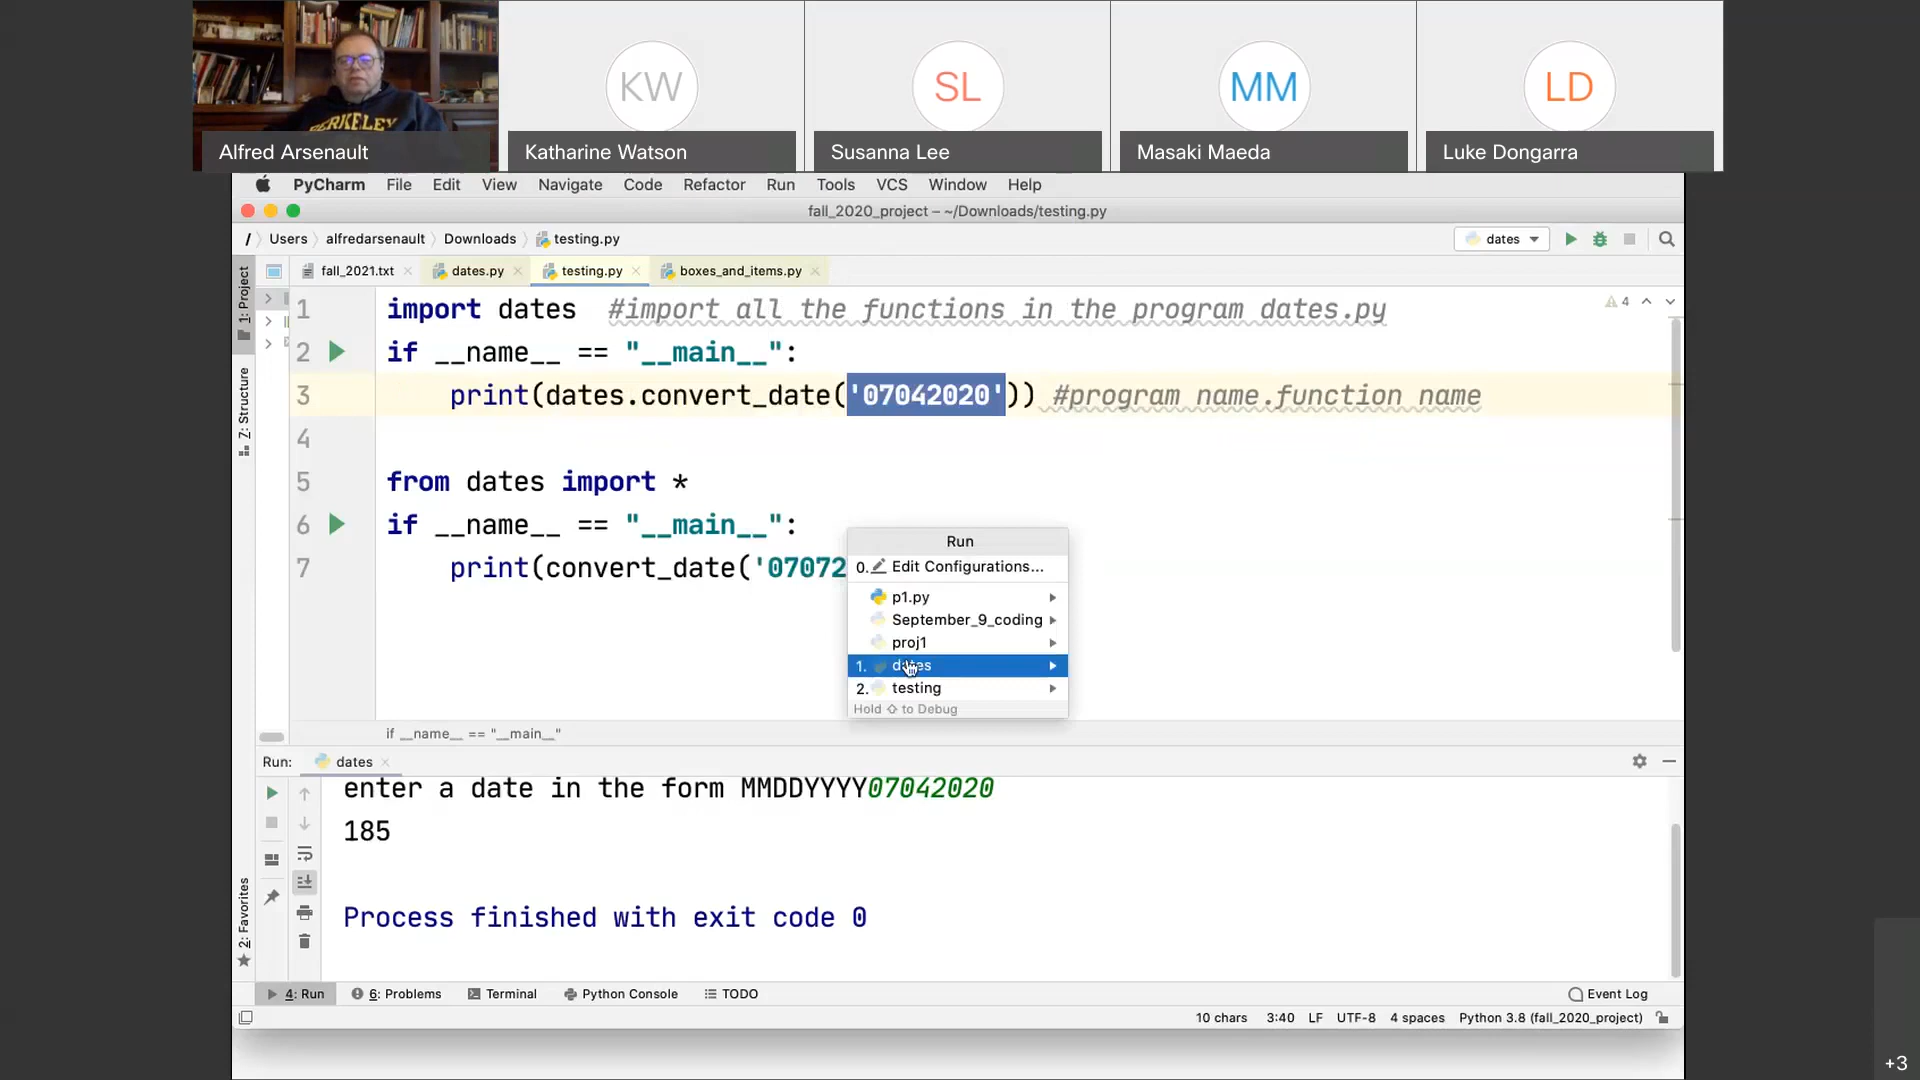 KW
SL
MM
LD
BERKELEY
Alfred Arsenault
Katharine Watson
Susanna Lee
Masaki Maeda
Luke Dongarra
PyCharm File Edit View Navigate Code Refactor Run Tools VCS Window Help
fall_2020_project – ~/Downloads/testing.py
/ Users alfredarsenault Downloads testing.py
dates
fall_2021.txt dates.py testing.py boxes_and_items.py
1: Project
Z: Structure
2: Favorites
4
1 import dates #import all the functions in the program dates.py
2 if __name__ == "__main__":
3 print(dates.convert_date('07042020')) #program name.function name
4
5 from dates import *
6 if __name__ == "__main__":
7 print(convert_date('07072
Run
0. Edit Configurations...
p1.py
September_9_coding
proj1
1. dates
2. testing
Hold ⇧ to Debug
if __name__ == "__main__"
Run: dates
enter a date in the form MMDDYYYY07042020
185
Process finished with exit code 0
4: Run 6: Problems Terminal Python Console TODO Event Log
10 chars 3:40 LF UTF-8 4 spaces Python 3.8 (fall_2020_project)
+3